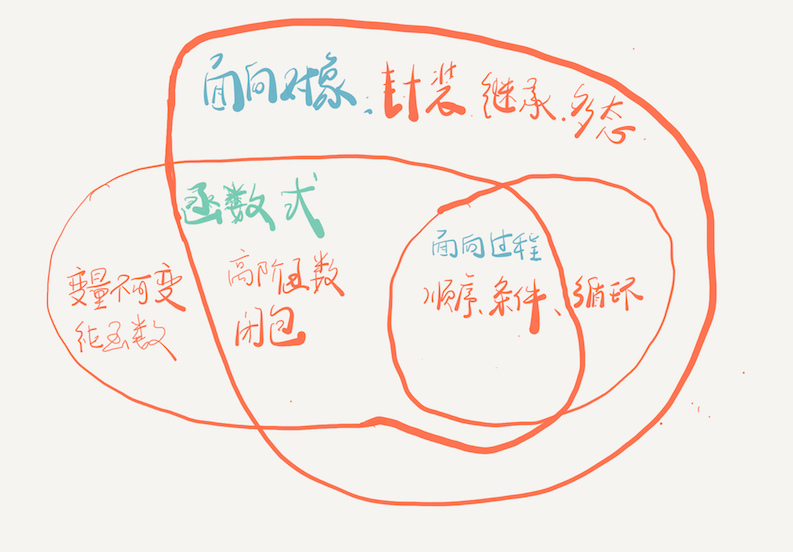 面向对象、封装、继承、多态
函数式
变量不可变
纯函数
高阶函数
闭包
面向过程
顺序、条件、循环